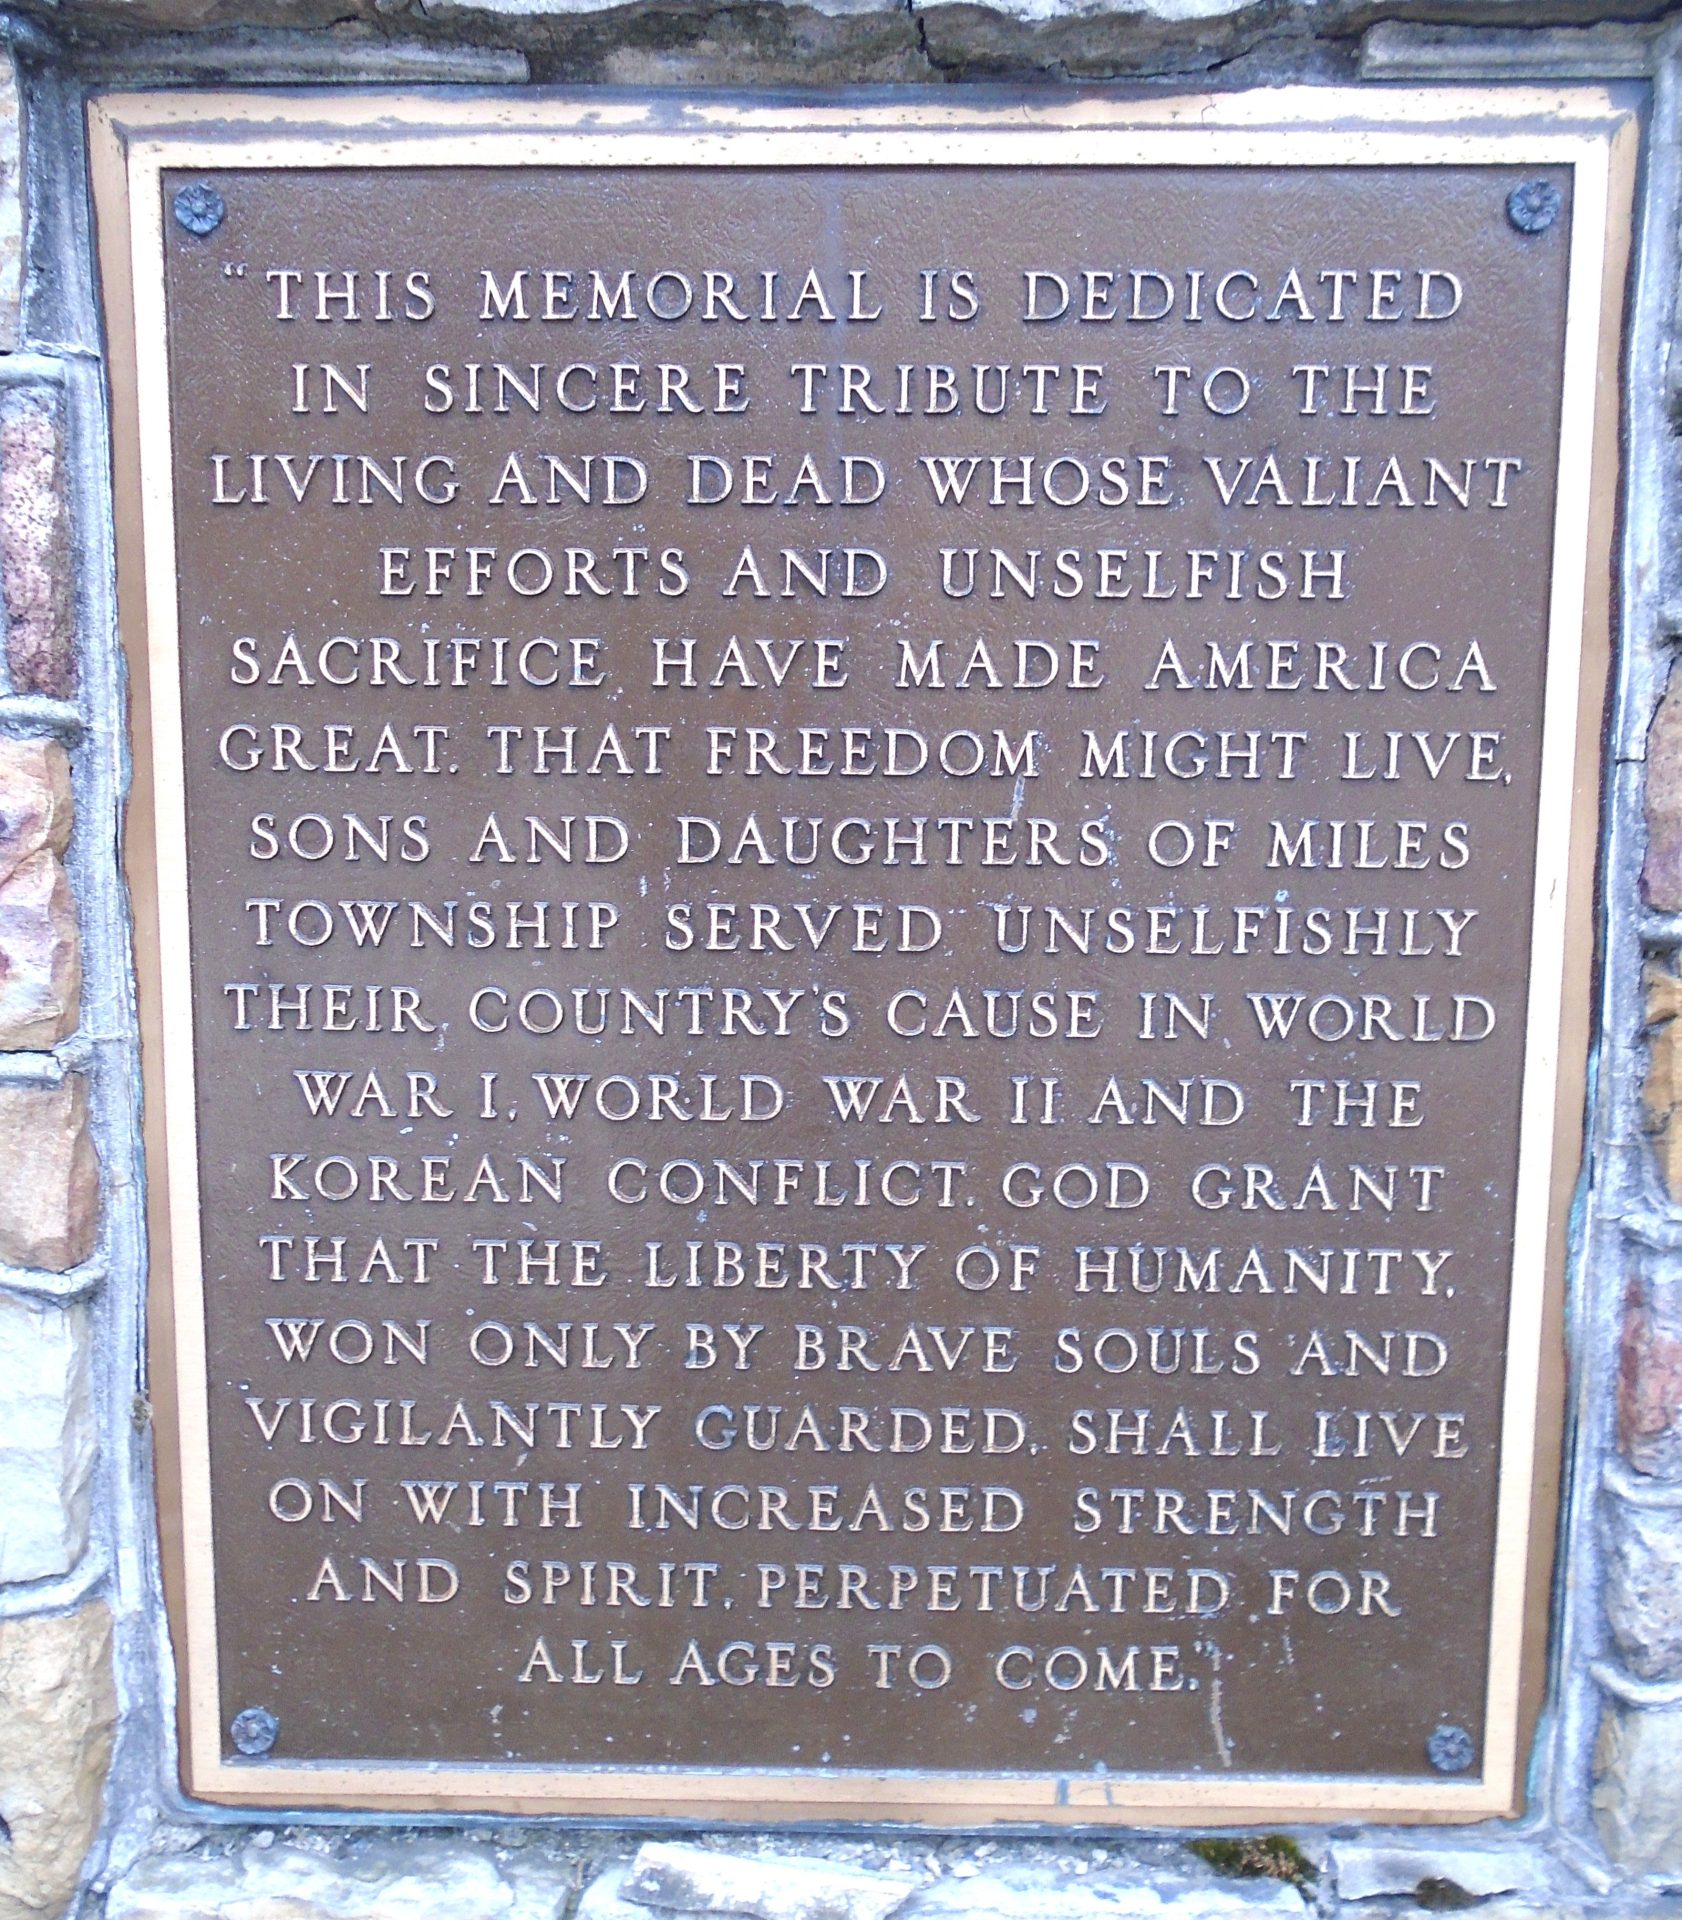 "THIS MEMORIAL IS DEDICATED
IN SINCERE TRIBUTE TO THE
LIVING AND DEAD WHOSE VALIANT
EFFORTS AND UNSELFISH
SACRIFICE HAVE MADE AMERICA
GREAT. THAT FREEDOM MIGHT LIVE,
SONS AND DAUGHTERS OF MILES
TOWNSHIP SERVED UNSELFISHLY
THEIR COUNTRY'S CAUSE IN WORLD
WAR I, WORLD WAR II AND THE
KOREAN CONFLICT. GOD GRANT
THAT THE LIBERTY OF HUMANITY,
WON ONLY BY BRAVE SOULS AND
VIGILANTLY GUARDED, SHALL LIVE
ON WITH INCREASED STRENGTH
AND SPIRIT, PERPETUATED FOR
ALL AGES TO COME."